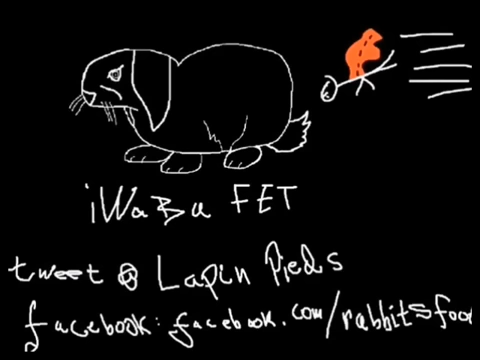 iWaBu FET
tweet @ Lapin Pieds
facebook: facebook.com/rabbitsfoo